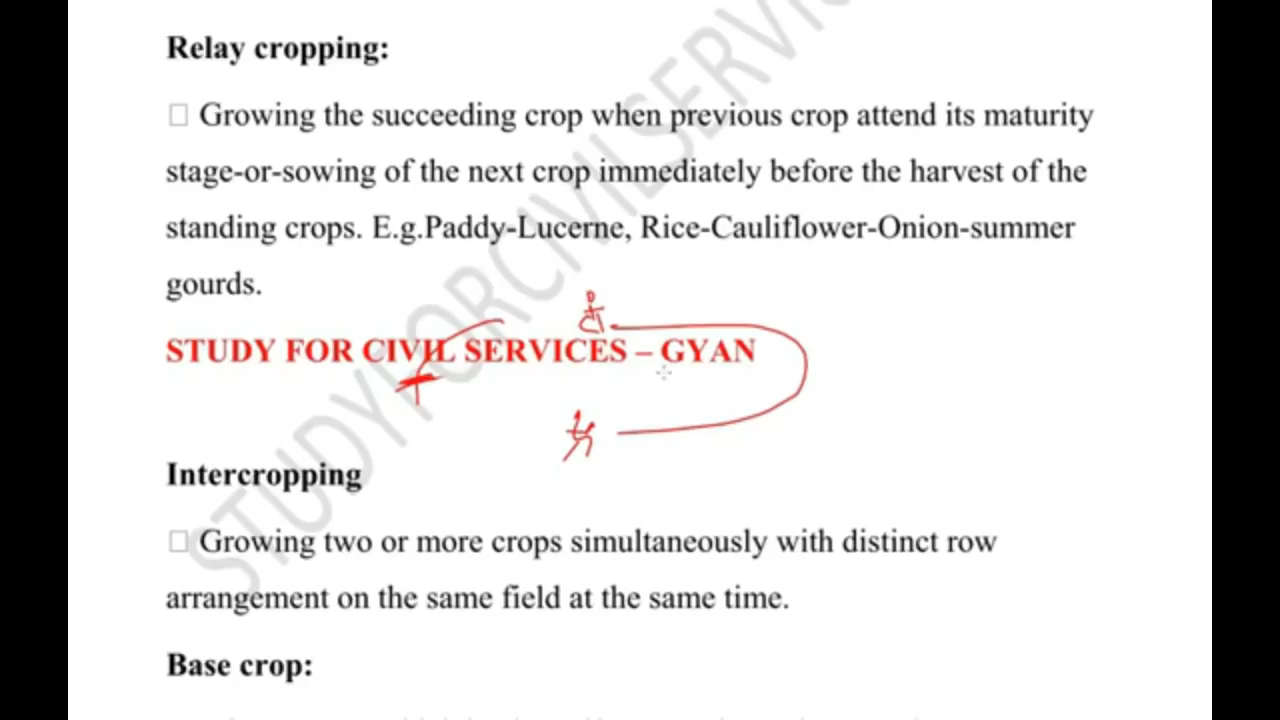 Relay cropping:
Growing the succeeding crop when previous crop attend its maturity
stage-or-sowing of the next crop immediately before the harvest of the
standing crops. E.g.Paddy-Lucerne, Rice-Cauliflower-Onion-summer
gourds.
STUDY FOR CIVIL SERVICES – GYAN
Intercropping
Growing two or more crops simultaneously with distinct row
arrangement on the same field at the same time.
Base crop:
STUDYFORCIVILSERVIC